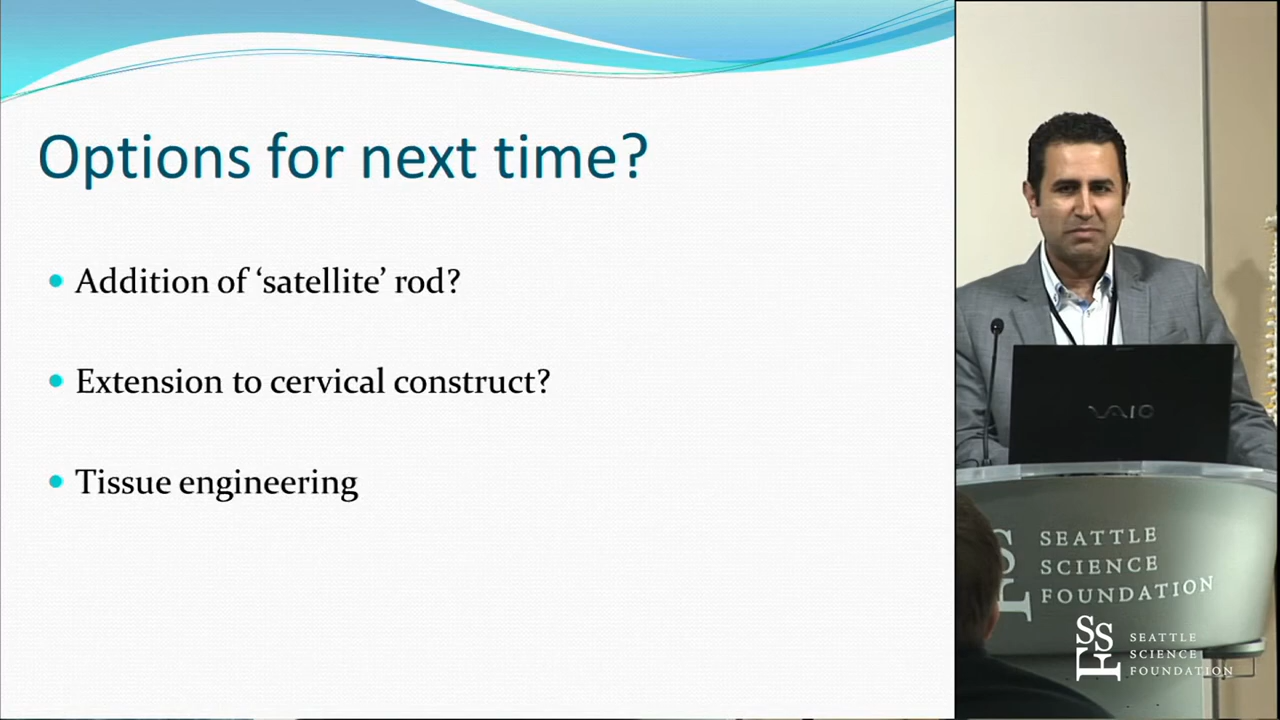 Options for next time?
Addition of ‘satellite’ rod?
Extension to cervical construct?
Tissue engineering
VAIO
SEATTLE
SCIENCE
FOUNDATION
SEATTLE
SCIENCE
FOUNDATION